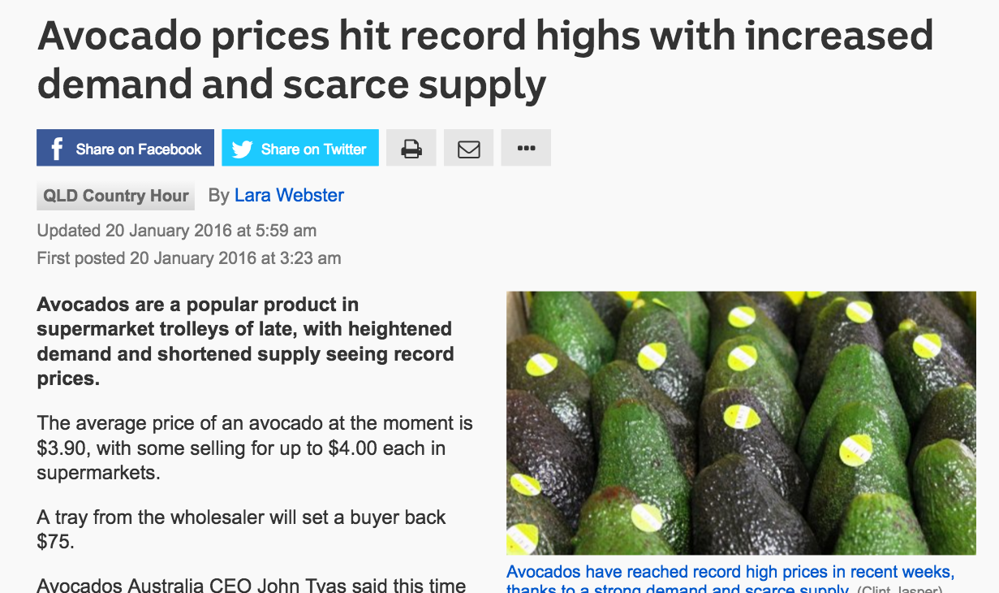 Avocado prices hit record highs with increased
demand and scarce supply
Share on Facebook
Share on Twitter
QLD Country Hour By Lara Webster
Updated 20 January 2016 at 5:59 am
First posted 20 January 2016 at 3:23 am
Avocados are a popular product in
supermarket trolleys of late, with heightened
demand and shortened supply seeing record
prices.
The average price of an avocado at the moment is
$3.90, with some selling for up to $4.00 each in
supermarkets.
A tray from the wholesaler will set a buyer back
$75.
Avocados Australia CEO John Tyas said this time
Avocados have reached record high prices in recent weeks,
thanks to a strong demand and scarce supply. (Clint Jasper)